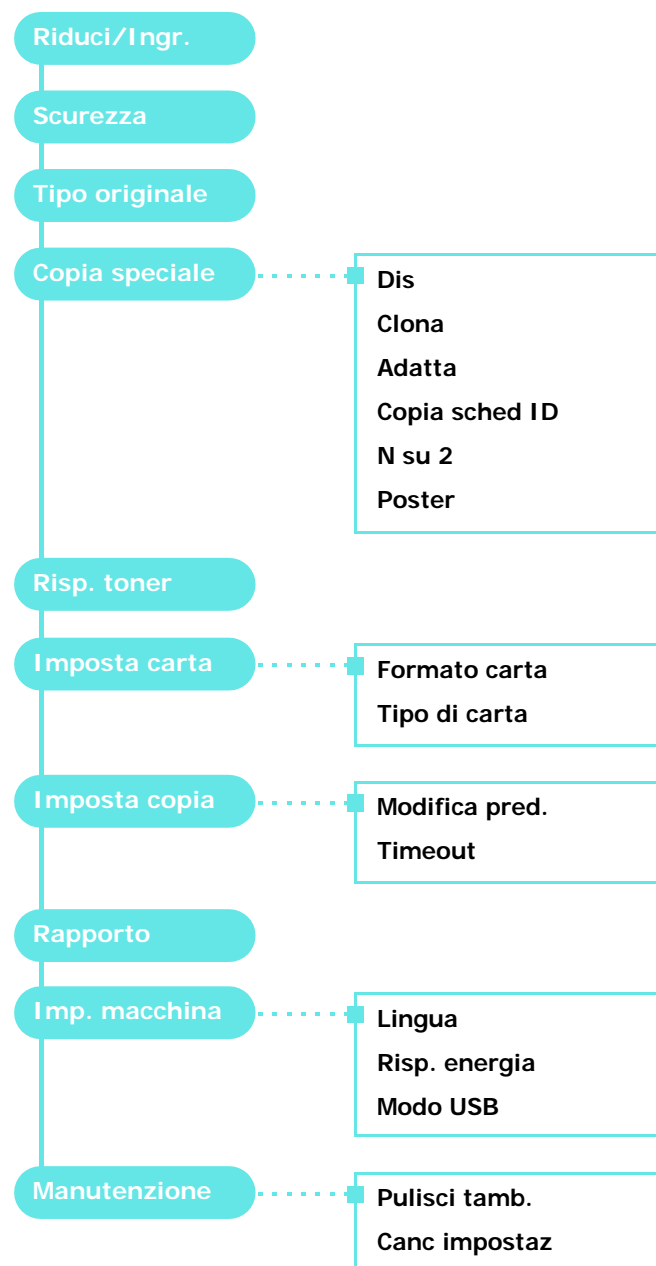 Riduci/Ingr.
Scurezza
Tipo originale
Copia speciale
Dis
Clona
Adatta
Copia sched ID
N su 2
Poster
Risp. toner
Imposta carta
Formato carta
Tipo di carta
Imposta copia
Modifica pred.
Timeout
Rapporto
Imp. macchina
Lingua
Risp. energia
Modo USB
Manutenzione
Pulisci tamb.
Canc impostaz